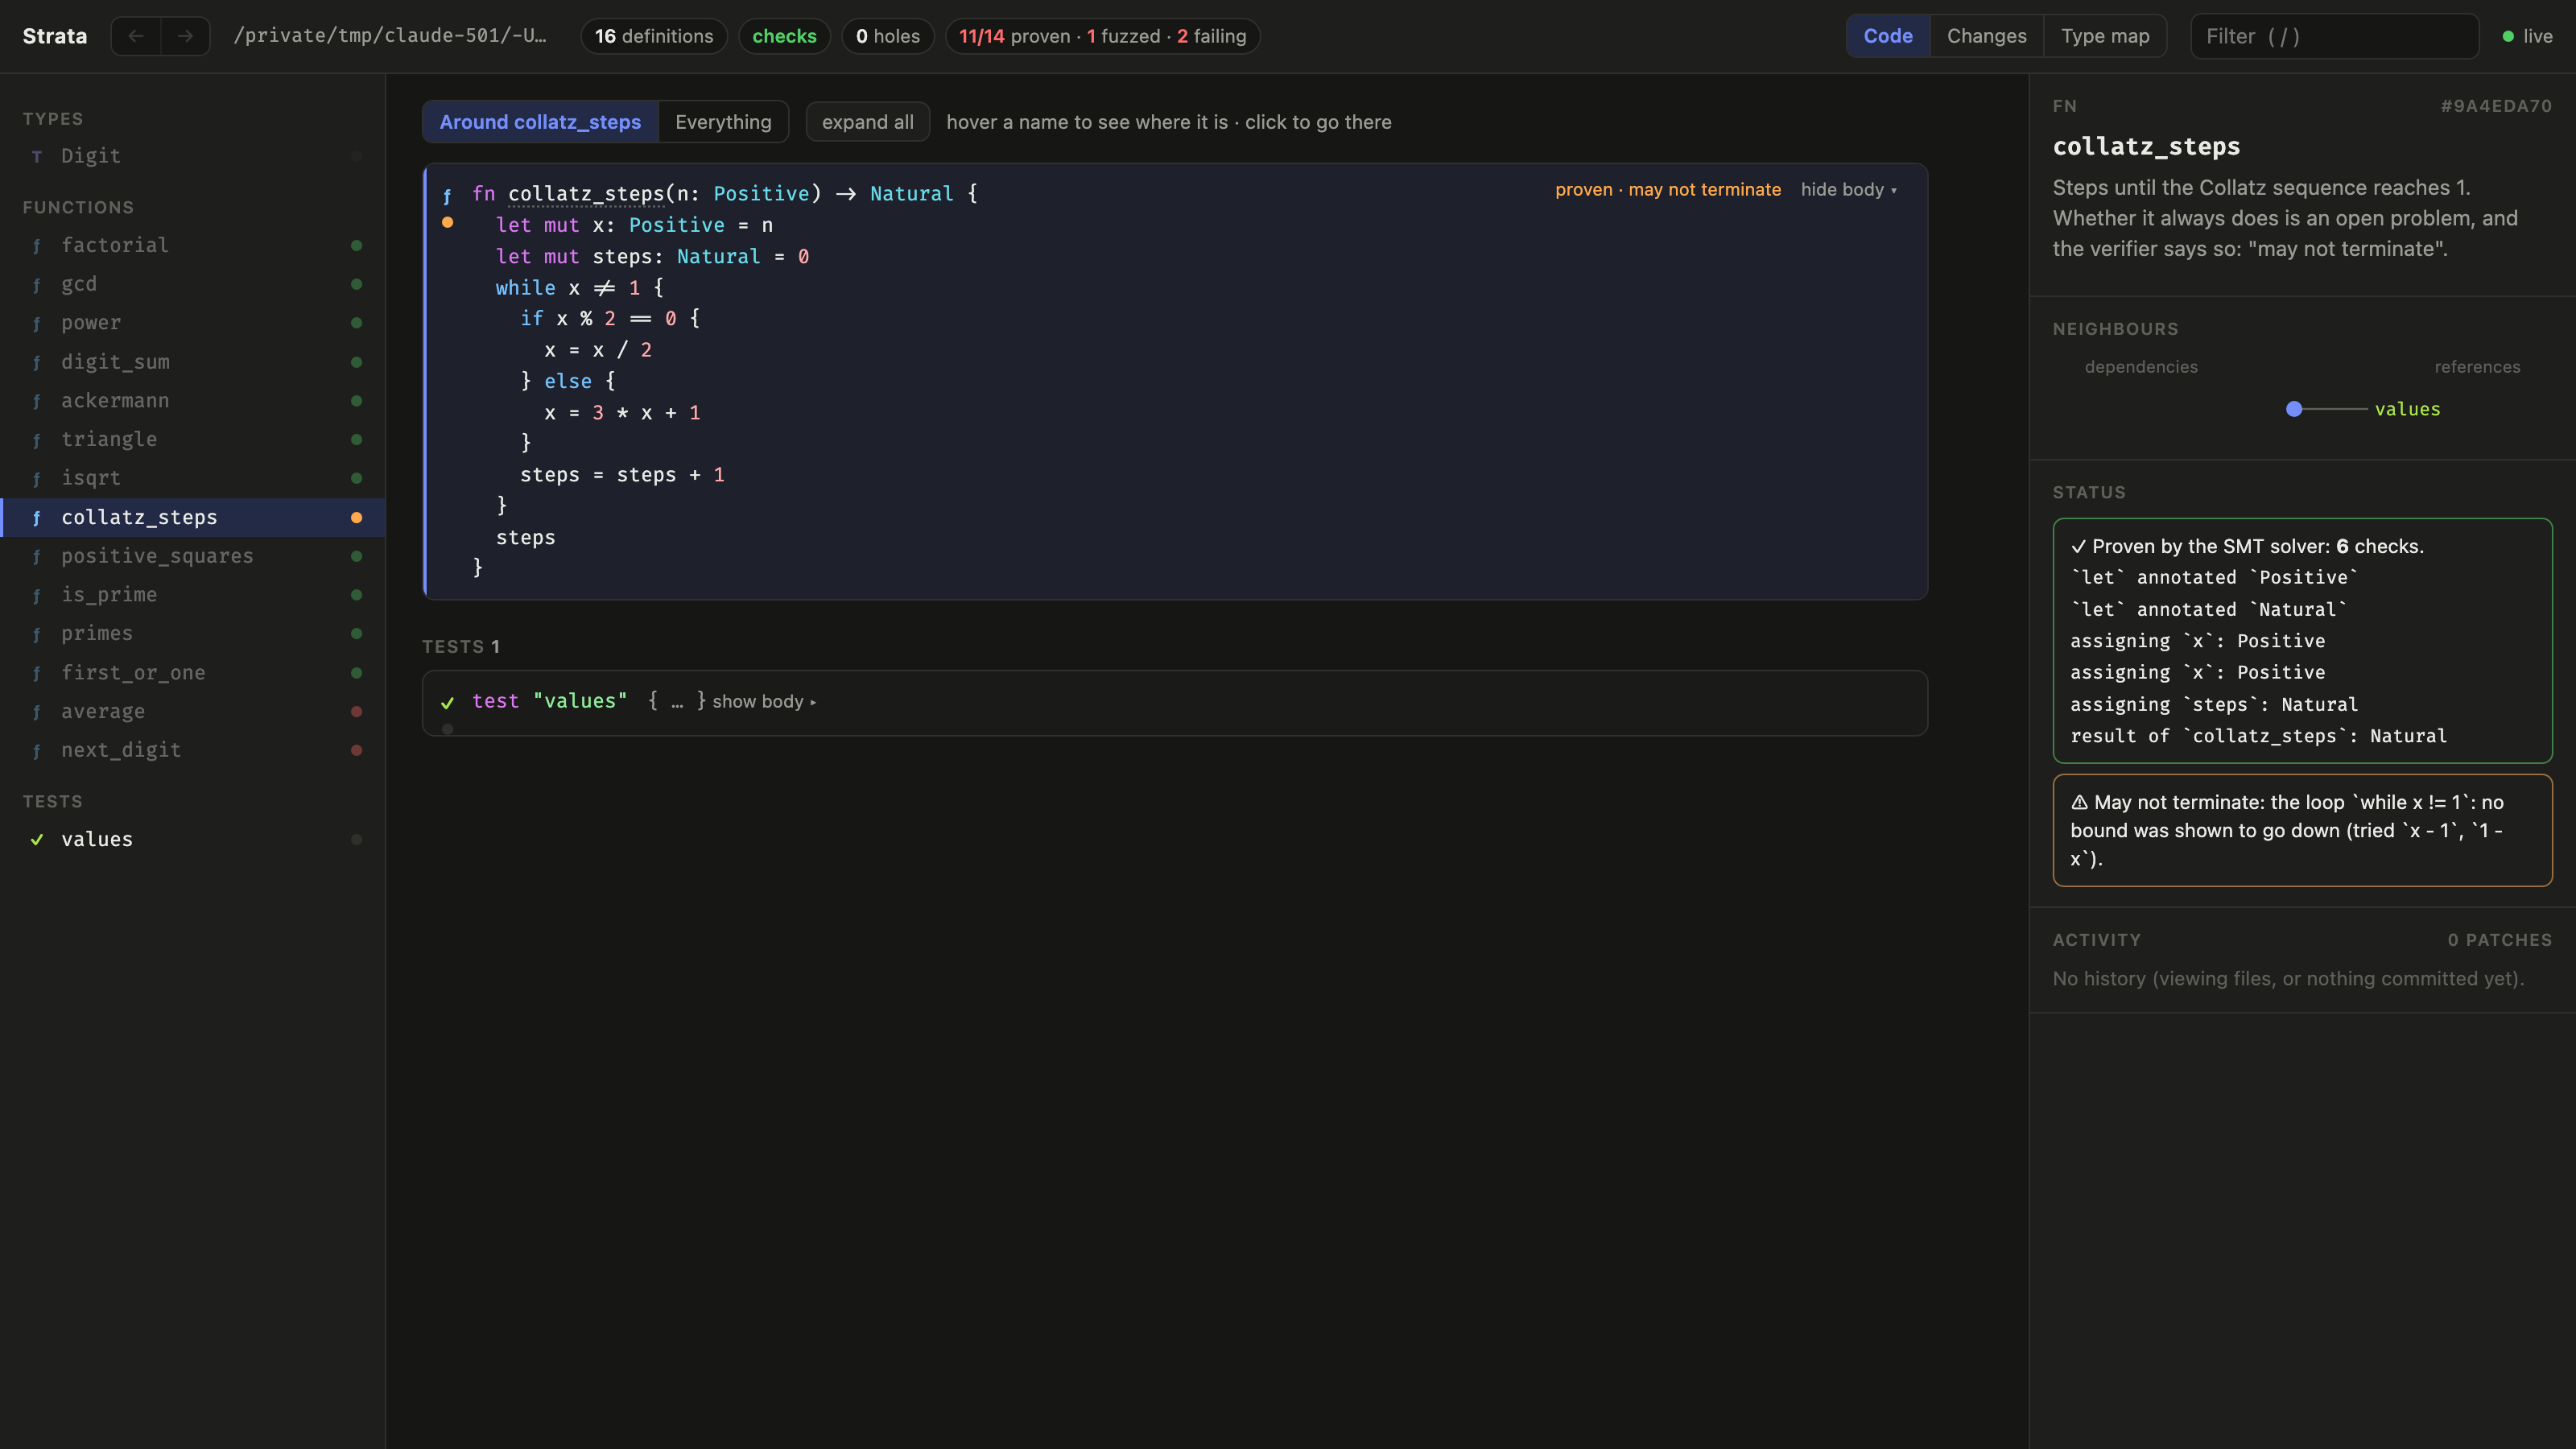 Strata ← → /private/tmp/claude-501/-U… 16 definitions checks 0 holes 11/14 proven · 1 fuzzed · 2 failing Code Changes Type map Filter (/) live
TYPES
T Digit
FUNCTIONS
ƒ factorial
ƒ gcd
ƒ power
ƒ digit_sum
ƒ ackermann
ƒ triangle
ƒ isqrt
ƒ collatz_steps
ƒ positive_squares
ƒ is_prime
ƒ primes
ƒ first_or_one
ƒ average
ƒ next_digit
TESTS
✓ values
Around collatz_steps Everything expand all hover a name to see where it is · click to go there
ƒ fn collatz_steps(n: Positive) → Natural { proven · may not terminate hide body ▾
let mut x: Positive = n
let mut steps: Natural = 0
while x ≠ 1 {
if x % 2 == 0 {
x = x / 2
} else {
x = 3 * x + 1
}
steps = steps + 1
}
steps
}
TESTS 1
✓ test "values" { … } show body ▸
FN #9A4EDA70
collatz_steps
Steps until the Collatz sequence reaches 1.
Whether it always does is an open problem, and
the verifier says so: "may not terminate".
NEIGHBOURS
dependencies references
values
STATUS
✓ Proven by the SMT solver: 6 checks.
`let` annotated `Positive`
`let` annotated `Natural`
assigning `x`: Positive
assigning `x`: Positive
assigning `steps`: Natural
result of `collatz_steps`: Natural
⚠ May not terminate: the loop `while x != 1`: no
bound was shown to go down (tried `x - 1`, `1 -
x`).
ACTIVITY 0 PATCHES
No history (viewing files, or nothing committed yet).